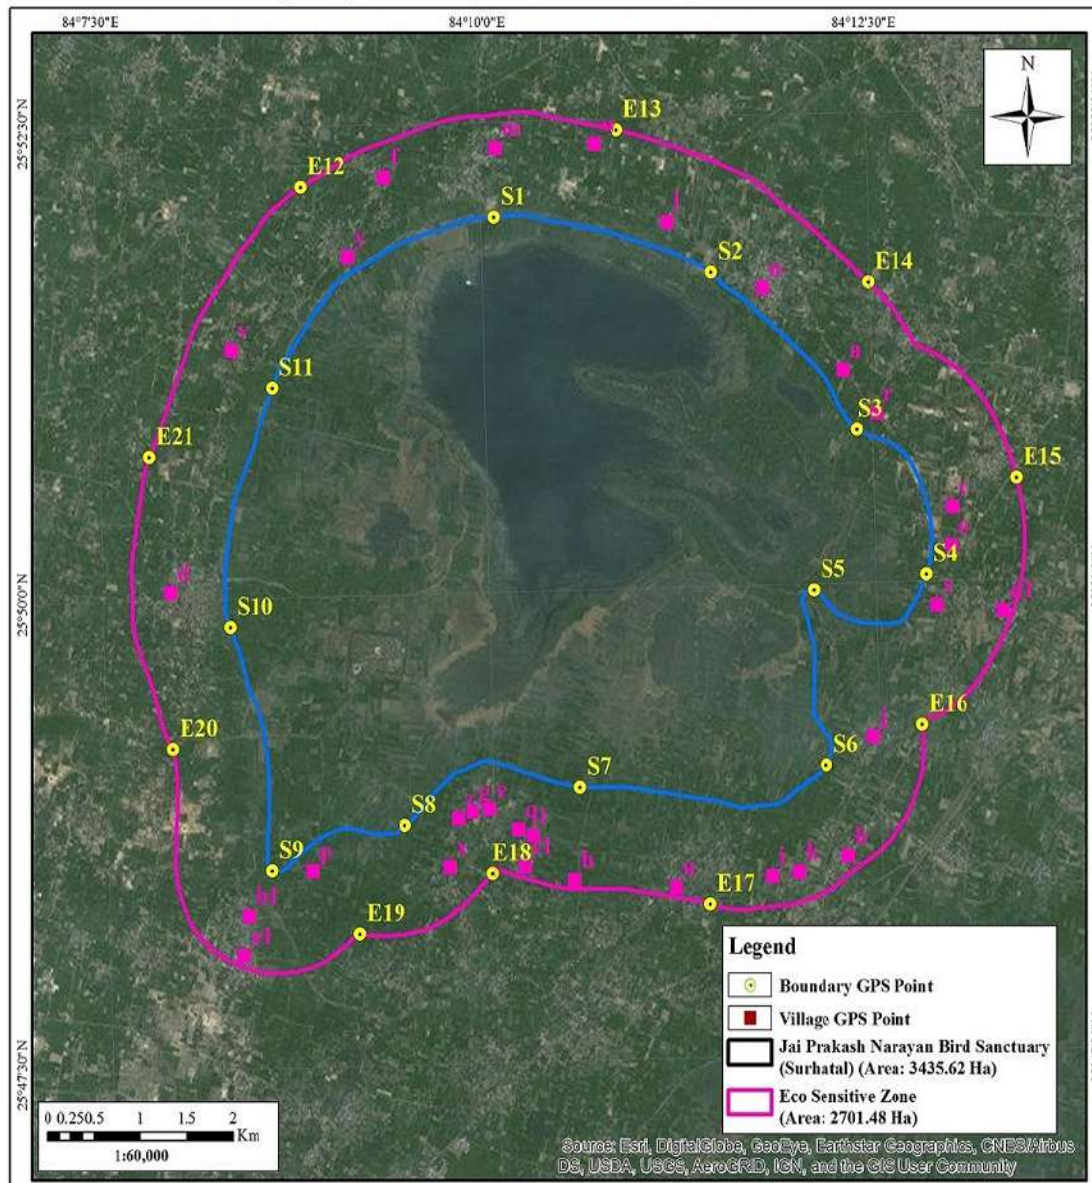 84°7'30"E
84°10'0"E
84°12'30"E
N
25°52'30"N
25°50'0"N
25°47'30"N
E13
E12
S1
S2
E14
S11
S3
E21
E15
S4
S5
S10
E16
E20
S6
S7
S8
S9
E18
E17
E19
b1
Legend
Boundary GPS Point
Village GPS Point
Jai Prakash Narayan Bird Sanctuary
(Surhatal) (Area: 3435.62 Ha)
Eco Sensitive Zone
(Area: 2701.48 Ha)
0 0.25 0.5 1 1.5 2
Km
1:60,000
Source: Esri, DigitalGlobe, GeoEye, Earthstar Geographics, CNES/Airbus
DS, USDA, USGS, AeroGRID, IGN, and the GIS User Community